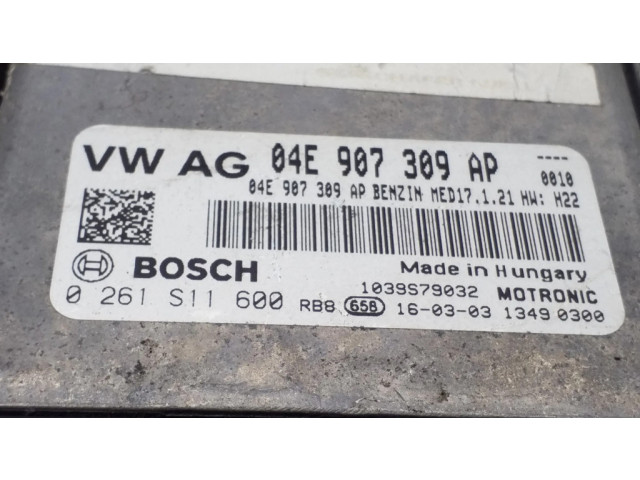 VW AG 04E 907 309 AP ----
0010
04E 907 309 AP BENZIN MED17.1.21 HW: H22
BOSCH Made in Hungary
1039S79032 MOTRONIC
0 261 S11 600 RB8 658 16-03-03 1349 0300